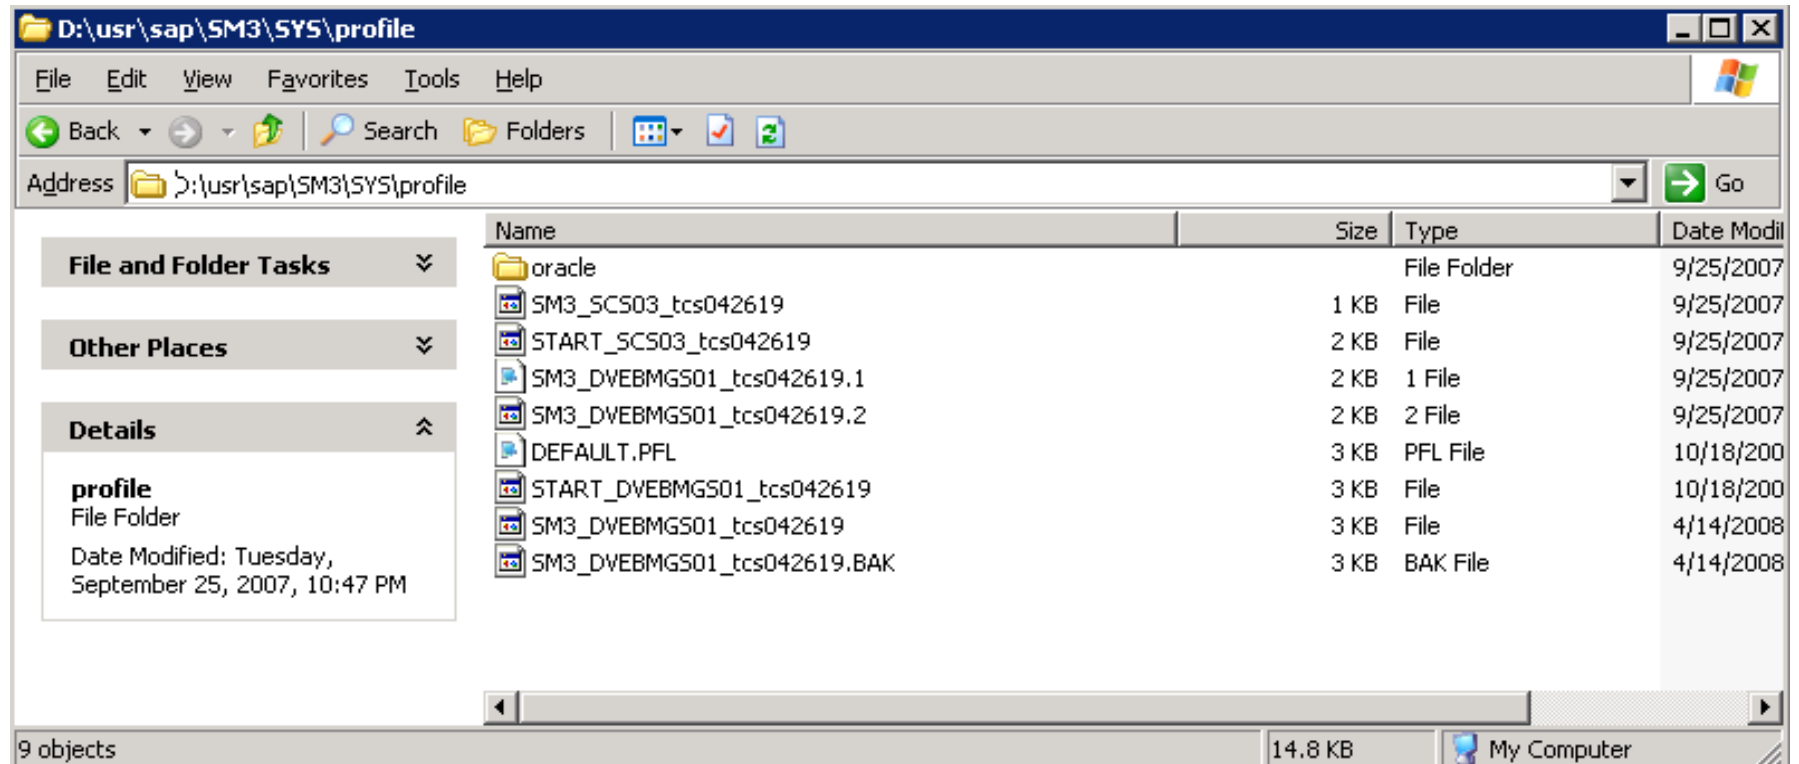 D:\usr\sap\SM3\SYS\profile
File Edit View Favorites Tools Help
Back Search Folders
Address :\usr\sap\SM3\SYS\profile Go
Name Size Type Date Modif
File and Folder Tasks
Other Places
Details
profile
File Folder
Date Modified: Tuesday,
September 25, 2007, 10:47 PM
oracle File Folder 9/25/2007
SM3_SCS03_tcs042619 1 KB File 9/25/2007
START_SCS03_tcs042619 2 KB File 9/25/2007
SM3_DVEBMGS01_tcs042619.1 2 KB 1 File 9/25/2007
SM3_DVEBMGS01_tcs042619.2 2 KB 2 File 9/25/2007
DEFAULT.PFL 3 KB PFL File 10/18/200
START_DVEBMGS01_tcs042619 3 KB File 10/18/200
SM3_DVEBMGS01_tcs042619 3 KB File 4/14/2008
SM3_DVEBMGS01_tcs042619.BAK 3 KB BAK File 4/14/2008
9 objects 14.8 KB My Computer